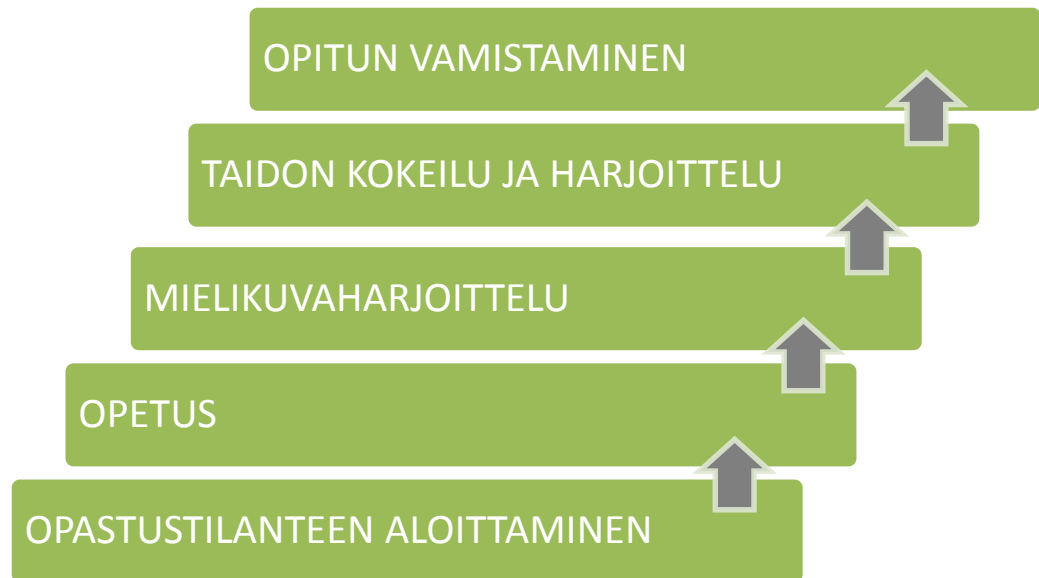 OPITUN VAMISTAMINEN
TAIDON KOKEILU JA HARJOITTELU
MIELIKUVAHARJOITTELU
OPETUS
OPASTUSTILANTEEN ALOITTAMINEN